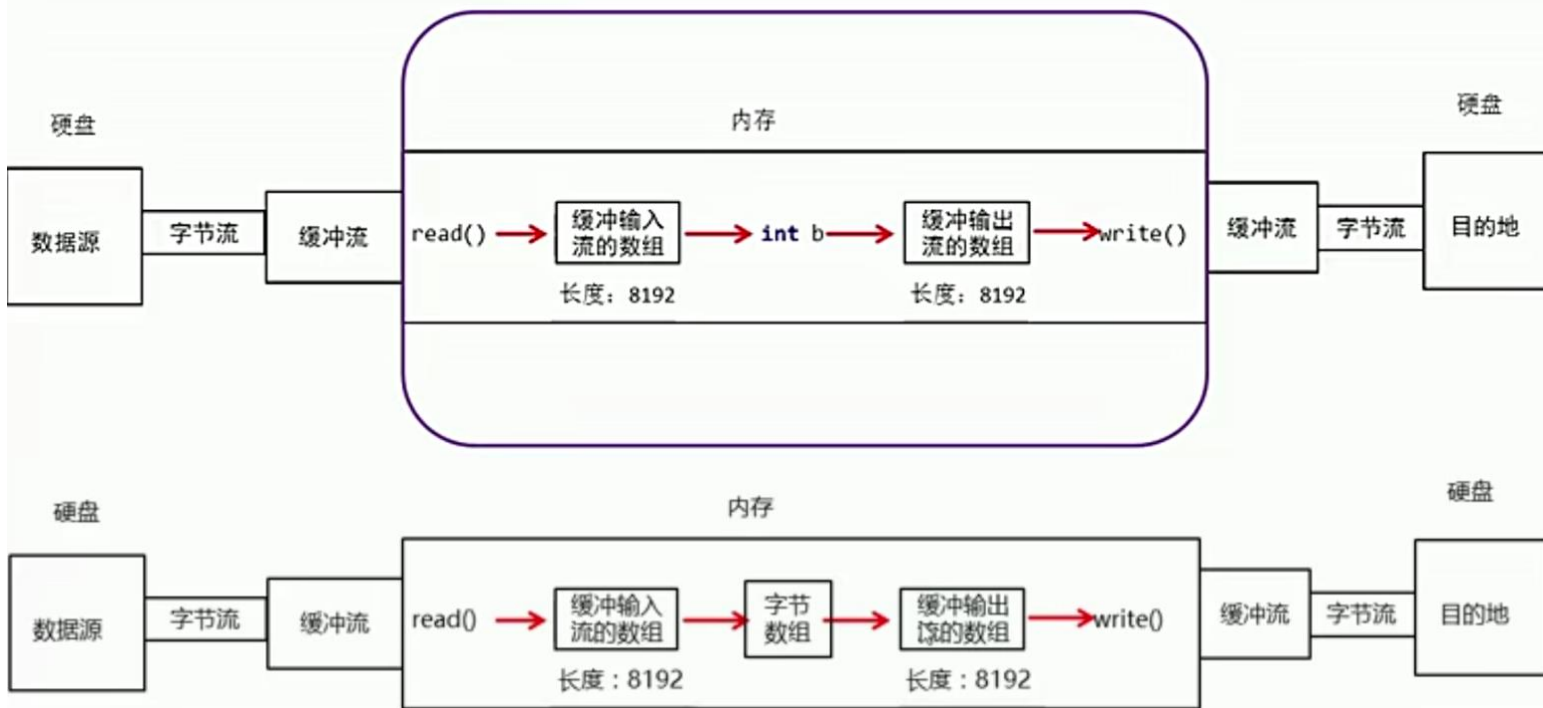 硬盘
内存
硬盘
数据源
字节流
缓冲流
read()
缓冲输入
流的数组
int b
缓冲输出
流的数组
write()
缓冲流
字节流
目的地
长度：8192
长度：8192
硬盘
内存
硬盘
数据源
字节流
缓冲流
read()
缓冲输入
流的数组
字节
数组
缓冲输出
的数组
write()
缓冲流
字节流
目的地
长度：8192
长度：8192